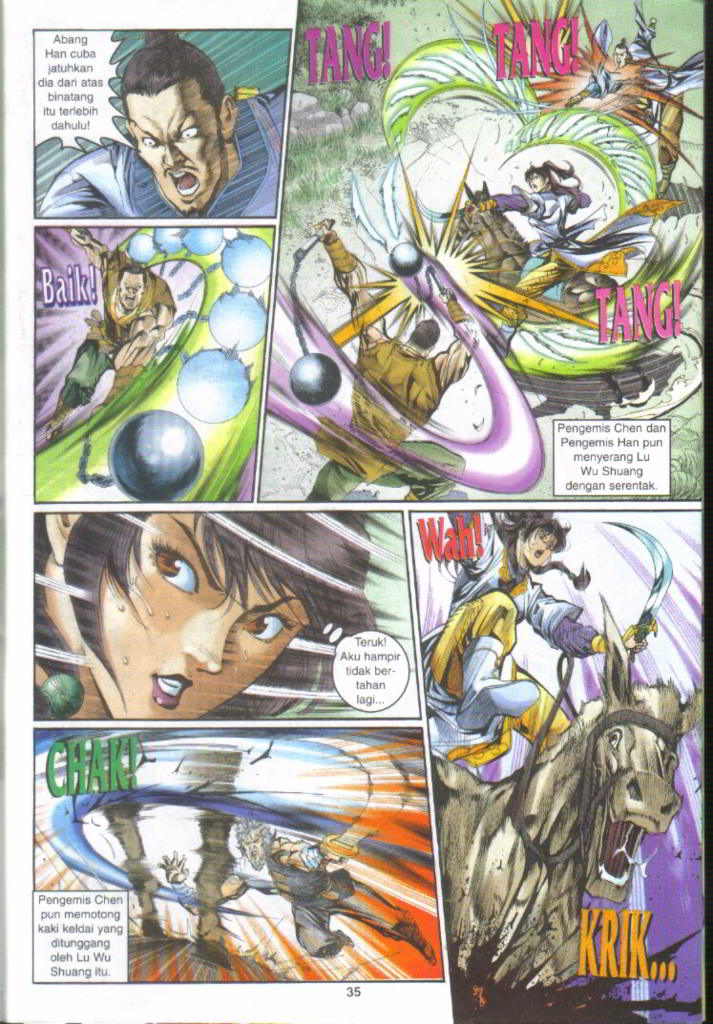 Abang
Han cuba
jatuhkan
dia dari atas
binatang
itu terlebih
dahulu!
TANG!
TANG!
Baik!
TANG!
Pengemis Chen dan
Pengemis Han pun
menyerang Lu
Wu Shuang
dengan serentak.
Teruk!
Aku hampir
tidak ber-
tahan
lagi...
Wah!
CHAK!
Pengemis Chen
pun memotong
kaki keldai yang
ditunggang
oleh Lu Wu
Shuang itu.
KRIK...
35